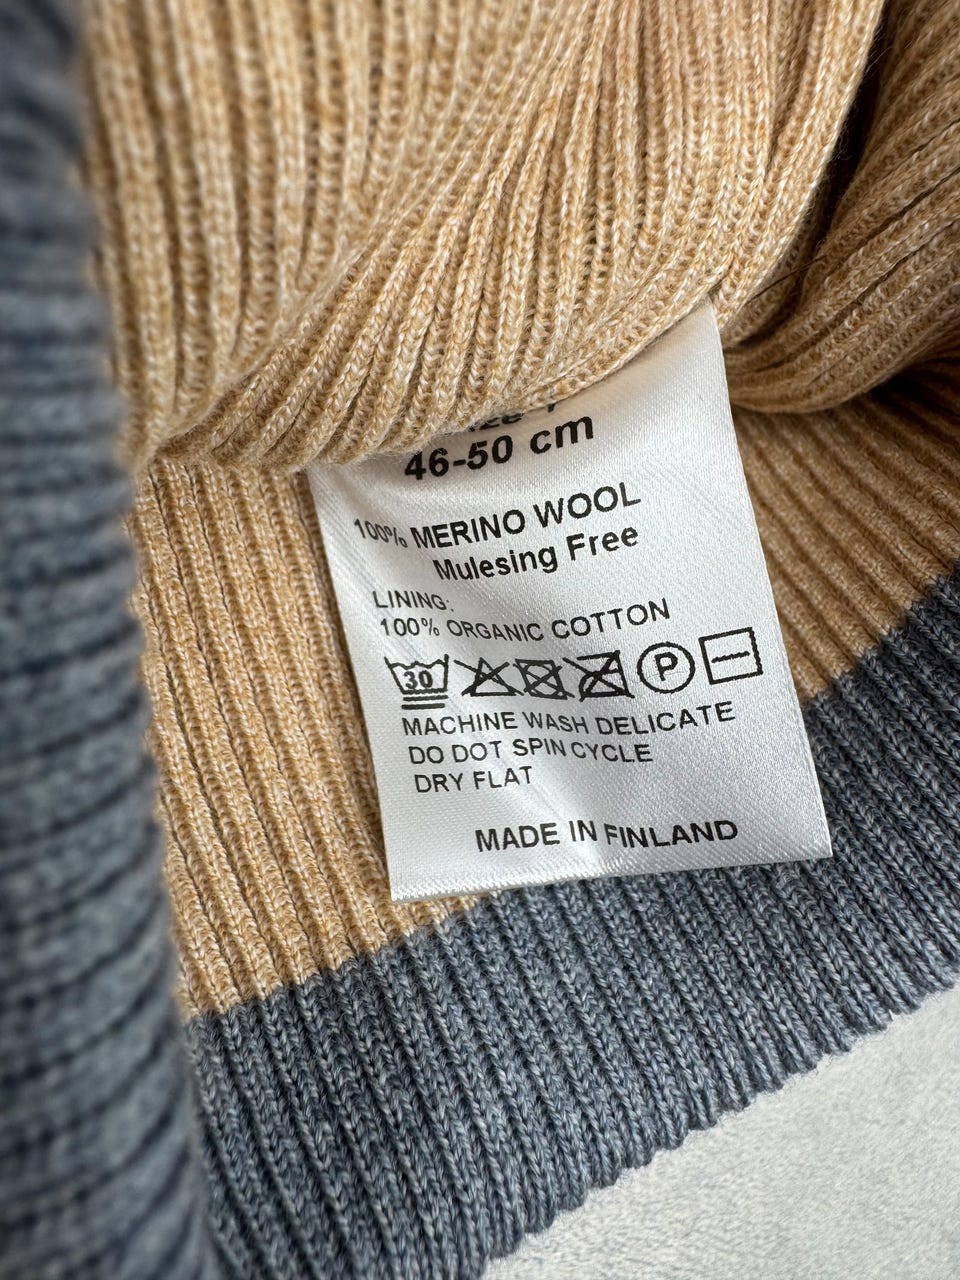 46-50 cm
100% MERINO WOOL
Mulesing Free
LINING:
100% ORGANIC COTTON
30 P
MACHINE WASH DELICATE
DO DOT SPIN CYCLE
DRY FLAT
MADE IN FINLAND